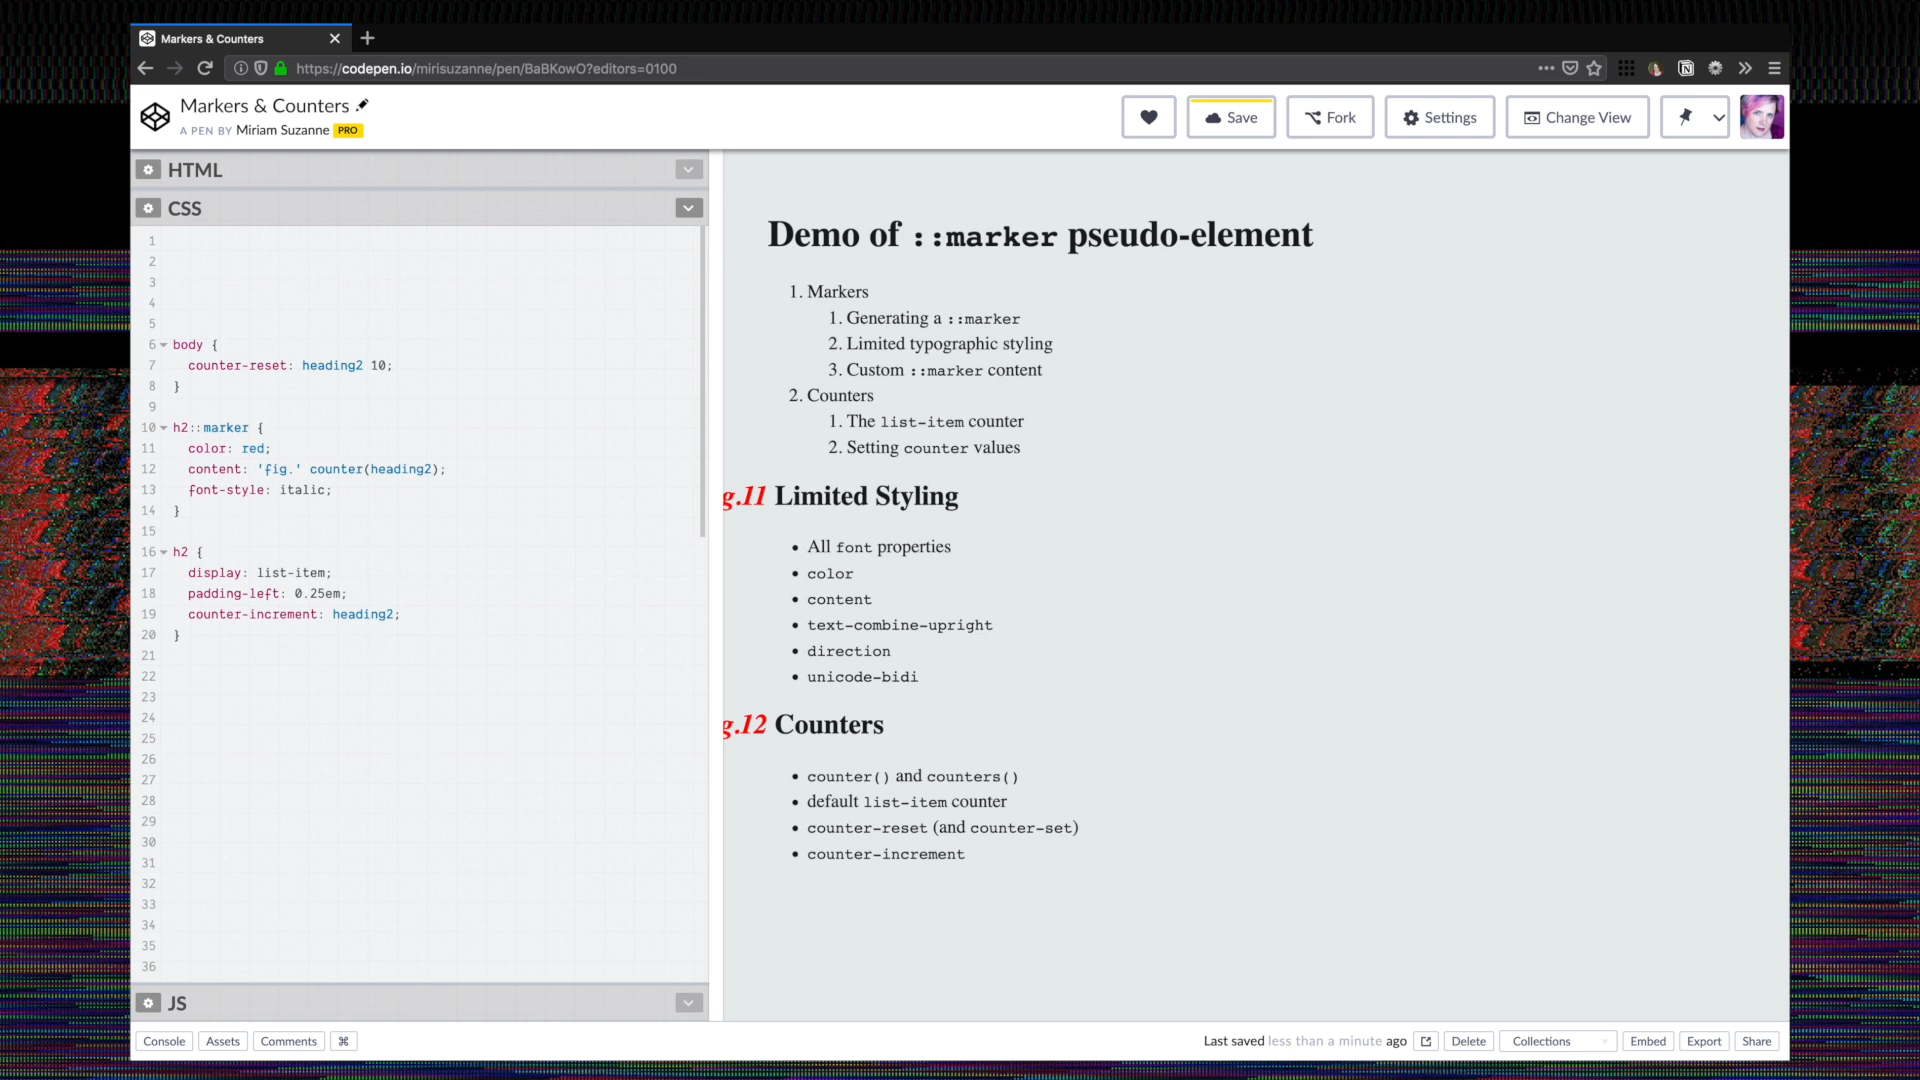 Markers & Counters
https://codepen.io/mirisuzanne/pen/BaBKowO?editors=0100
Markers & Counters
A PEN BY Miriam Suzanne PRO
Save
Fork
Settings
Change View
HTML
CSS
1
2
3
4
5
6 body {
7 counter-reset: heading2 10;
8 }
9
10 h2::marker {
11 color: red;
12 content: 'fig.' counter(heading2);
13 font-style: italic;
14 }
15
16 h2 {
17 display: list-item;
18 padding-left: 0.25em;
19 counter-increment: heading2;
20 }
21
22
23
24
25
26
27
28
29
30
31
32
33
34
35
36
JS
Demo of ::marker pseudo-element
1. Markers
1. Generating a ::marker
2. Limited typographic styling
3. Custom ::marker content
2. Counters
1. The list-item counter
2. Setting counter values
g.11 Limited Styling
• All font properties
• color
• content
• text-combine-upright
• direction
• unicode-bidi
g.12 Counters
• counter() and counters()
• default list-item counter
• counter-reset (and counter-set)
• counter-increment
Console
Assets
Comments
⌘
Last saved less than a minute ago
Delete
Collections
Embed
Export
Share